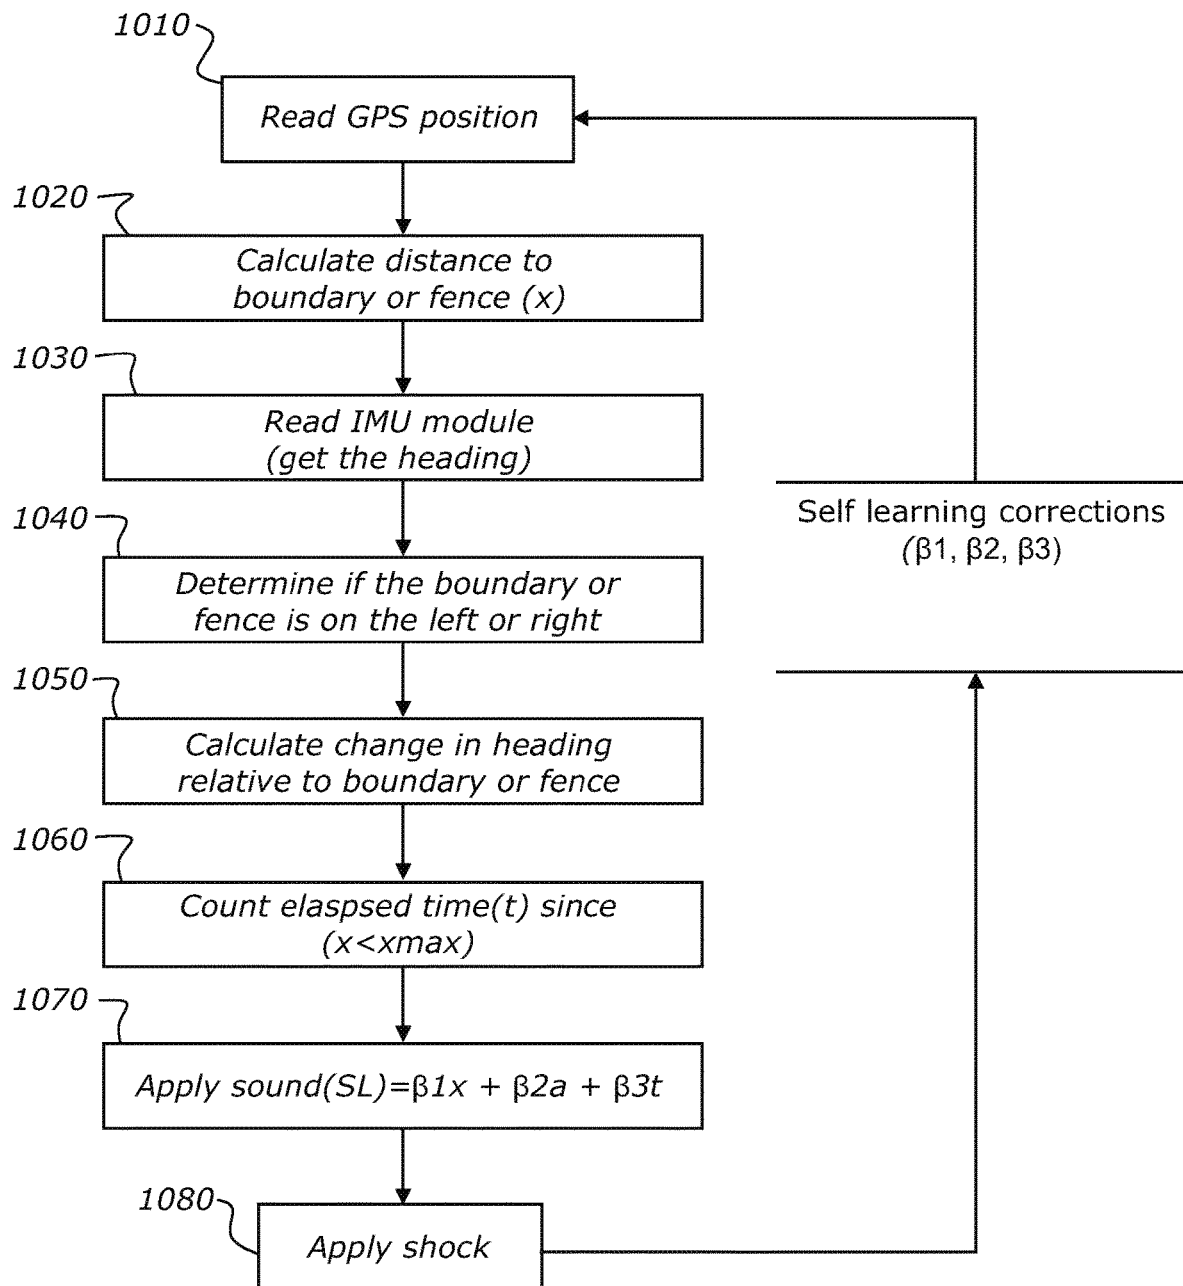 1010
Read GPS position
1020
Calculate distance to
boundary or fence (x)
1030
Read IMU module
(get the heading)
1040
Determine if the boundary or
fence is on the left or right
1050
Calculate change in heading
relative to boundary or fence
1060
Count elaspsed time(t) since
(x<xmax)
1070
Apply sound(SL)=β1x + β2a + β3t
1080
Apply shock
Self learning corrections
(β1, β2, β3)